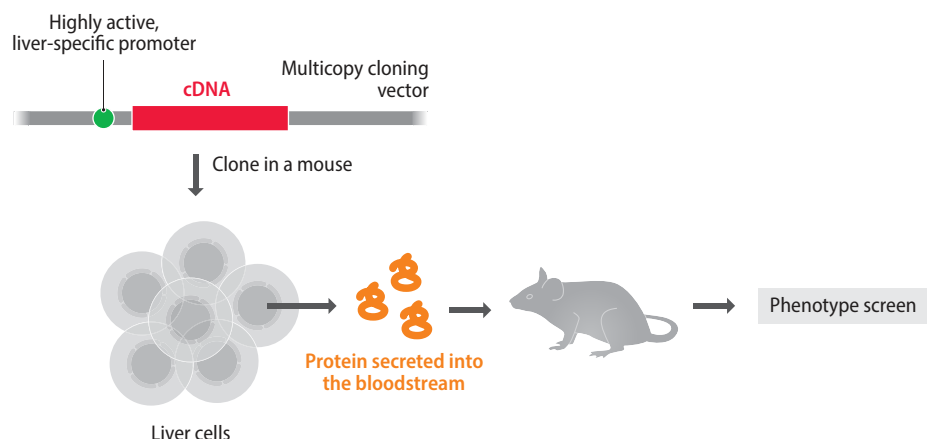 Highly active,
liver-specific promoter
cDNA
Multicopy cloning
vector
Clone in a mouse
Protein secreted into
the bloodstream
Phenotype screen
Liver cells